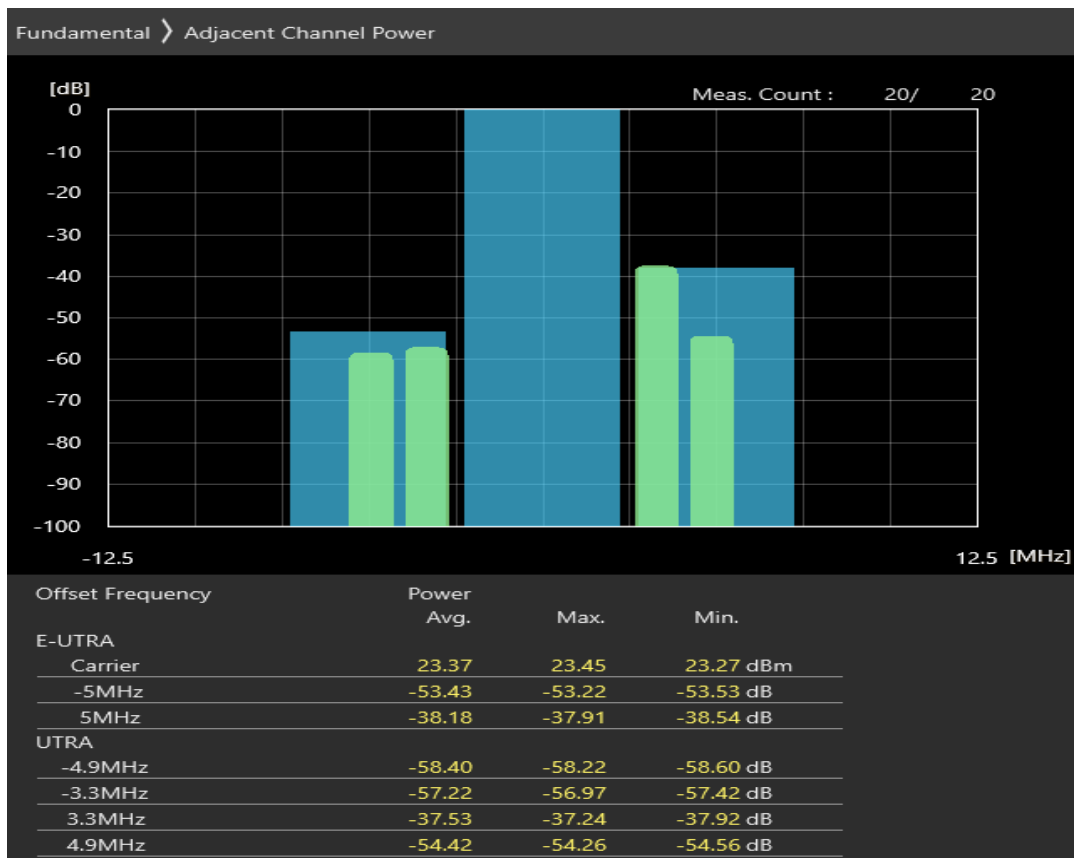 Fundamental ❯ Adjacent Channel Power
[dB]
Meas. Count : 20/ 20
0
-10
-20
-30
-40
-50
-60
-70
-80
-90
-100
-12.5 12.5 [MHz]
Offset Frequency Power
Avg. Max. Min.
E-UTRA
Carrier 23.37 23.45 23.27 dBm
-5MHz -53.43 -53.22 -53.53 dB
5MHz -38.18 -37.91 -38.54 dB
UTRA
-4.9MHz -58.40 -58.22 -58.60 dB
-3.3MHz -57.22 -56.97 -57.42 dB
3.3MHz -37.53 -37.24 -37.92 dB
4.9MHz -54.42 -54.26 -54.56 dB